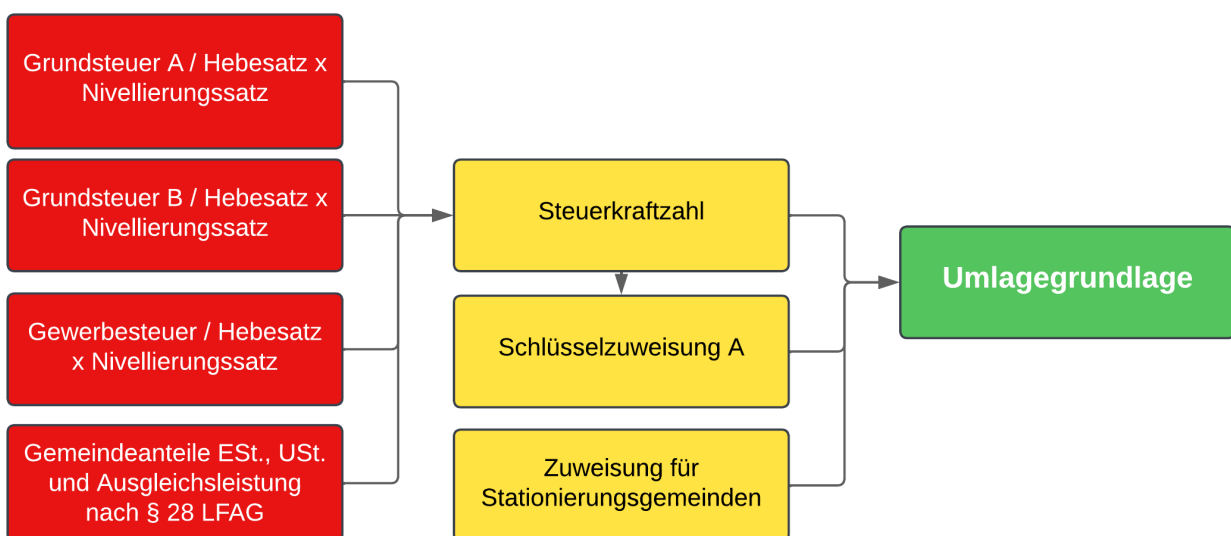 Grundsteuer A / Hebesatz x
Nivellierungssatz
Grundsteuer B / Hebesatz x
Nivellierungssatz
Gewerbesteuer / Hebesatz
x Nivellierungssatz
Gemeindeanteile ESt., USt.
und Ausgleichsleistung
nach § 28 LFAG
Steuerkraftzahl
Schlüsselzuweisung A
Zuweisung für
Stationierungsgemeinden
Umlagegrundlage